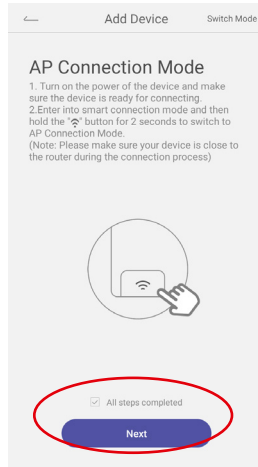 Add Device
Switch Mode
AP Connection Mode
1. Turn on the power of the device and make
sure the device is ready for connecting.
2.Enter into smart connection mode and then
hold the "" button for 2 seconds to switch to
AP Connection Mode.
(Note: Please make sure your device is close to
the router during the connection process)
All steps completed
Next